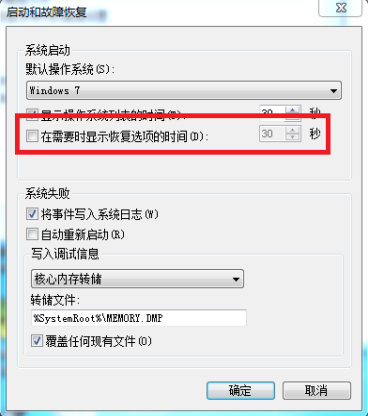 启动和故障恢复
系统启动
默认操作系统(S):
Windows 7
显示操作系统列表的时间(T): 30 秒
在需要时显示恢复选项的时间(D): 30 秒
系统失败
将事件写入系统日志(W)
自动重新启动(R)
写入调试信息
核心内存转储
转储文件:
%SystemRoot%\MEMORY.DMP
覆盖任何现有文件(O)
确定 取消